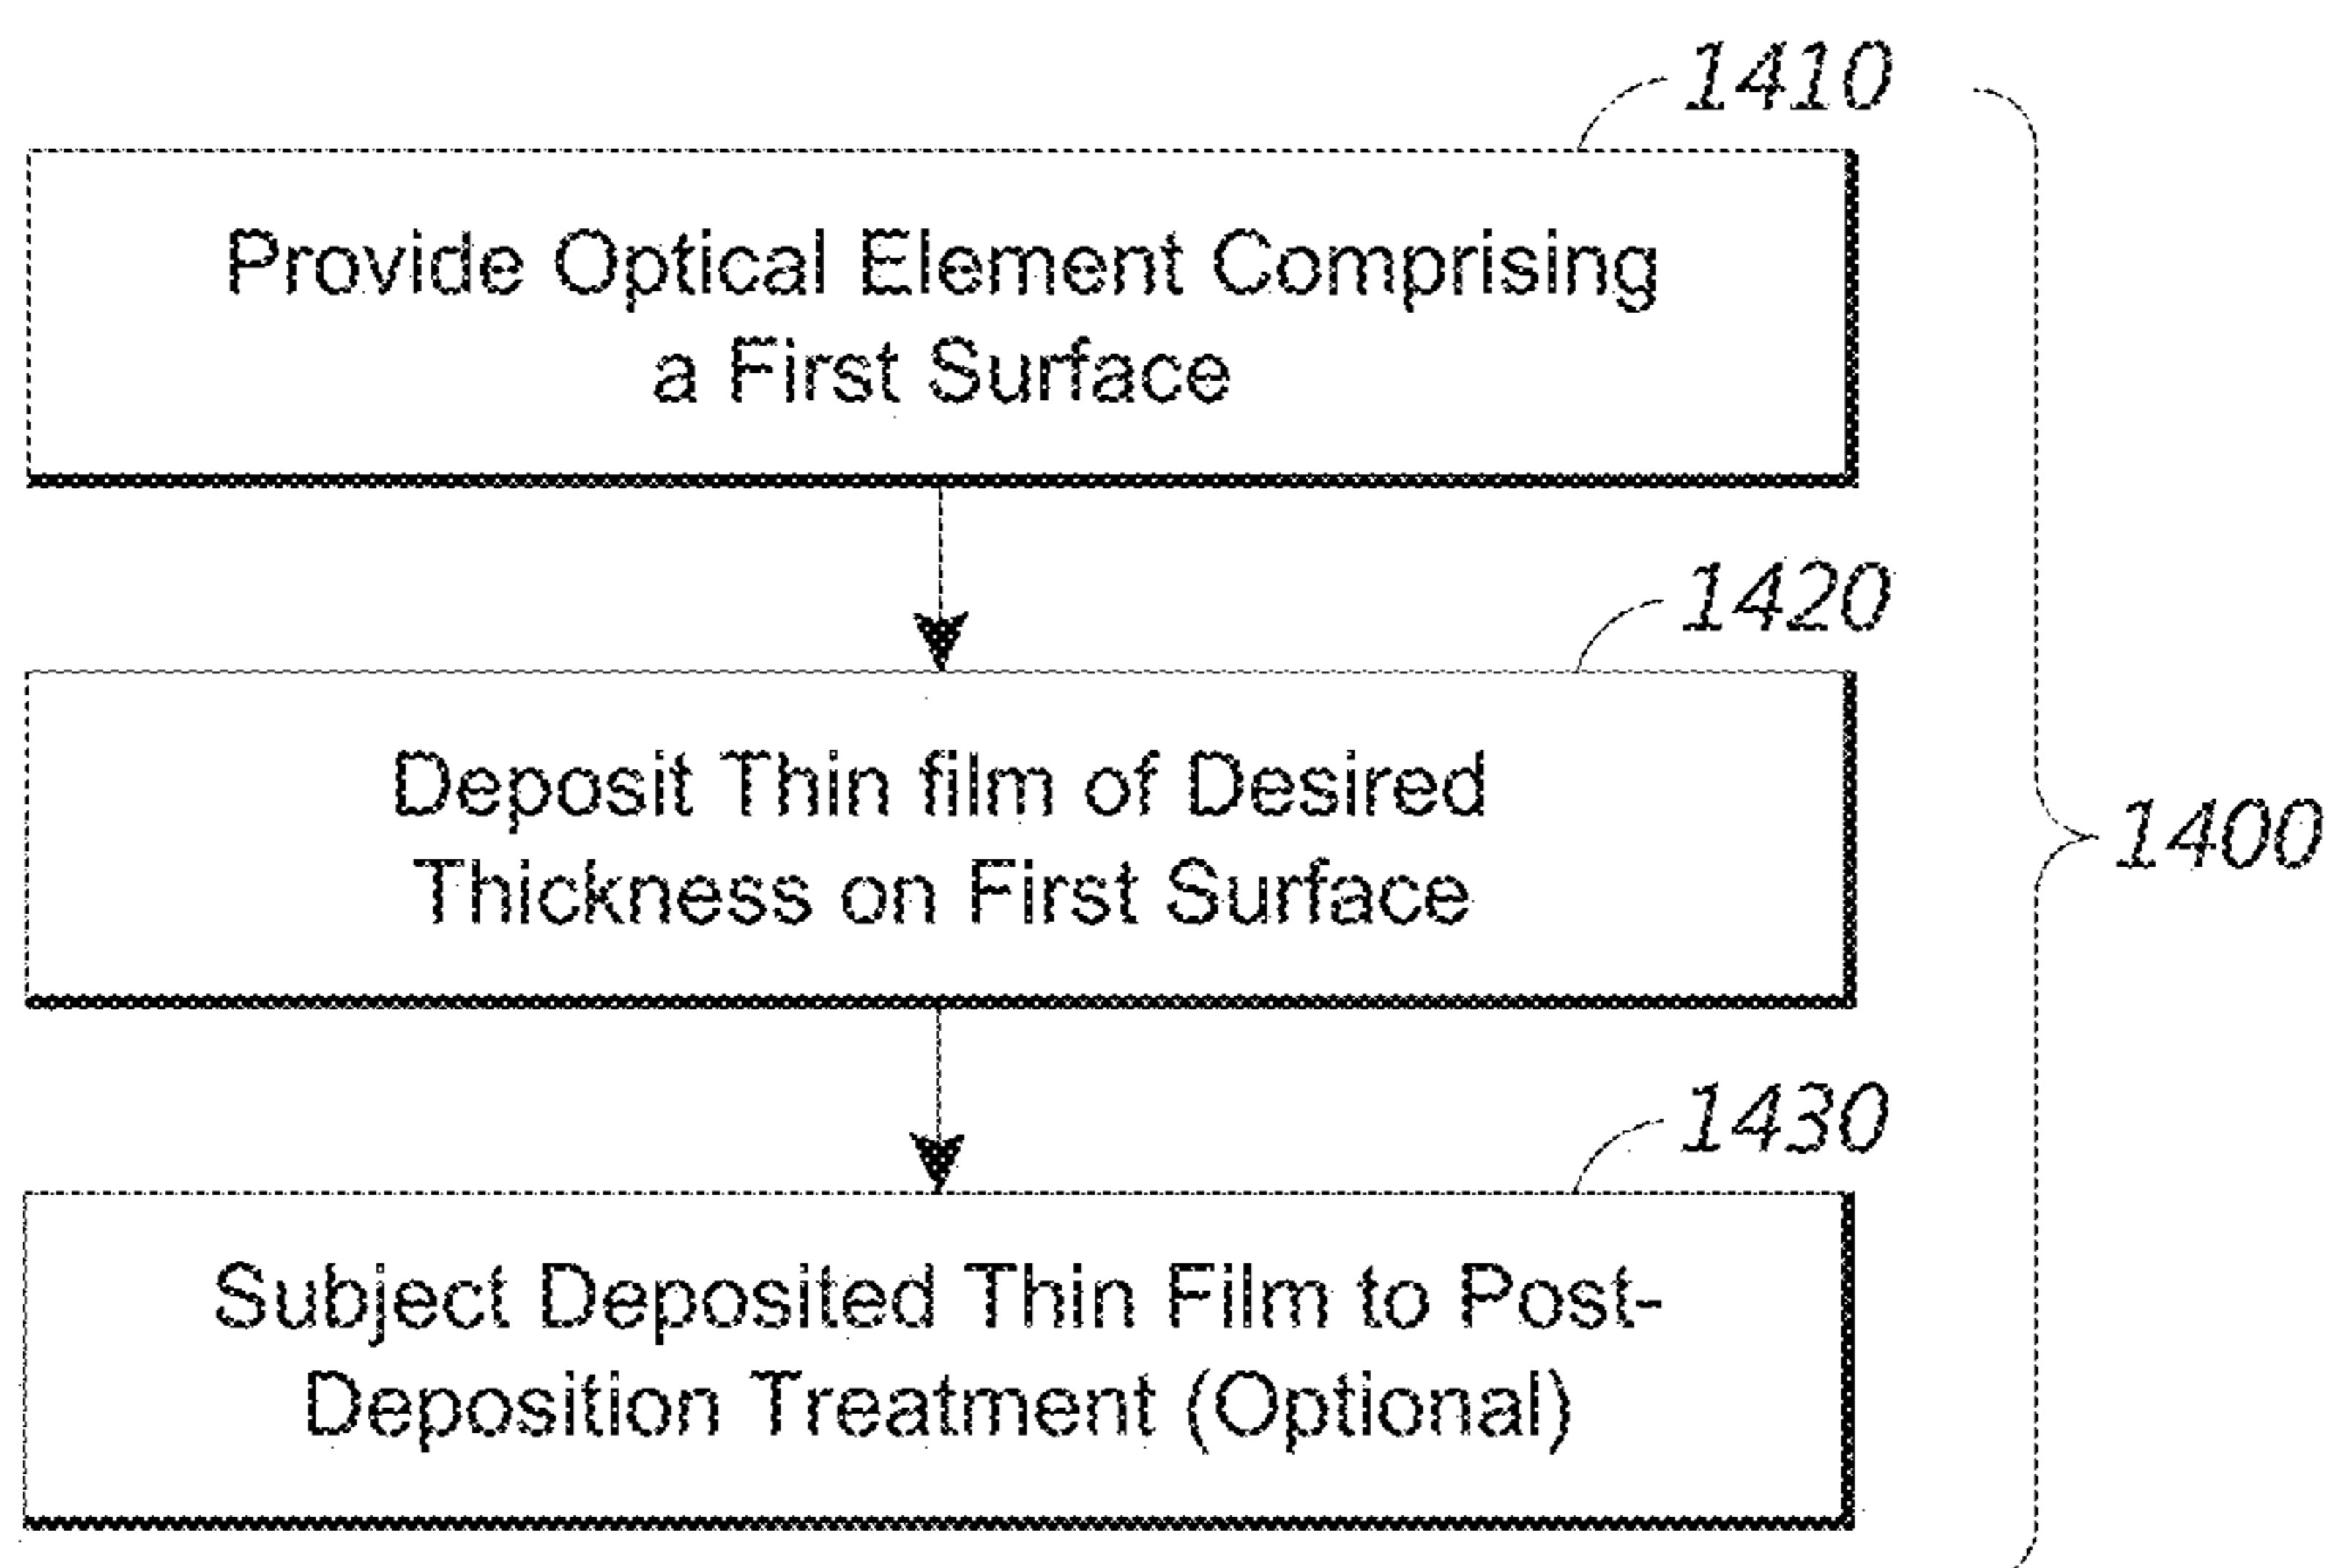 1410
Provide Optical Element Comprising
a First Surface
1420
Deposit Thin film of Desired
Thickness on First Surface
1400
1430
Subject Deposited Thin Film to Post-
Deposition Treatment (Optional)